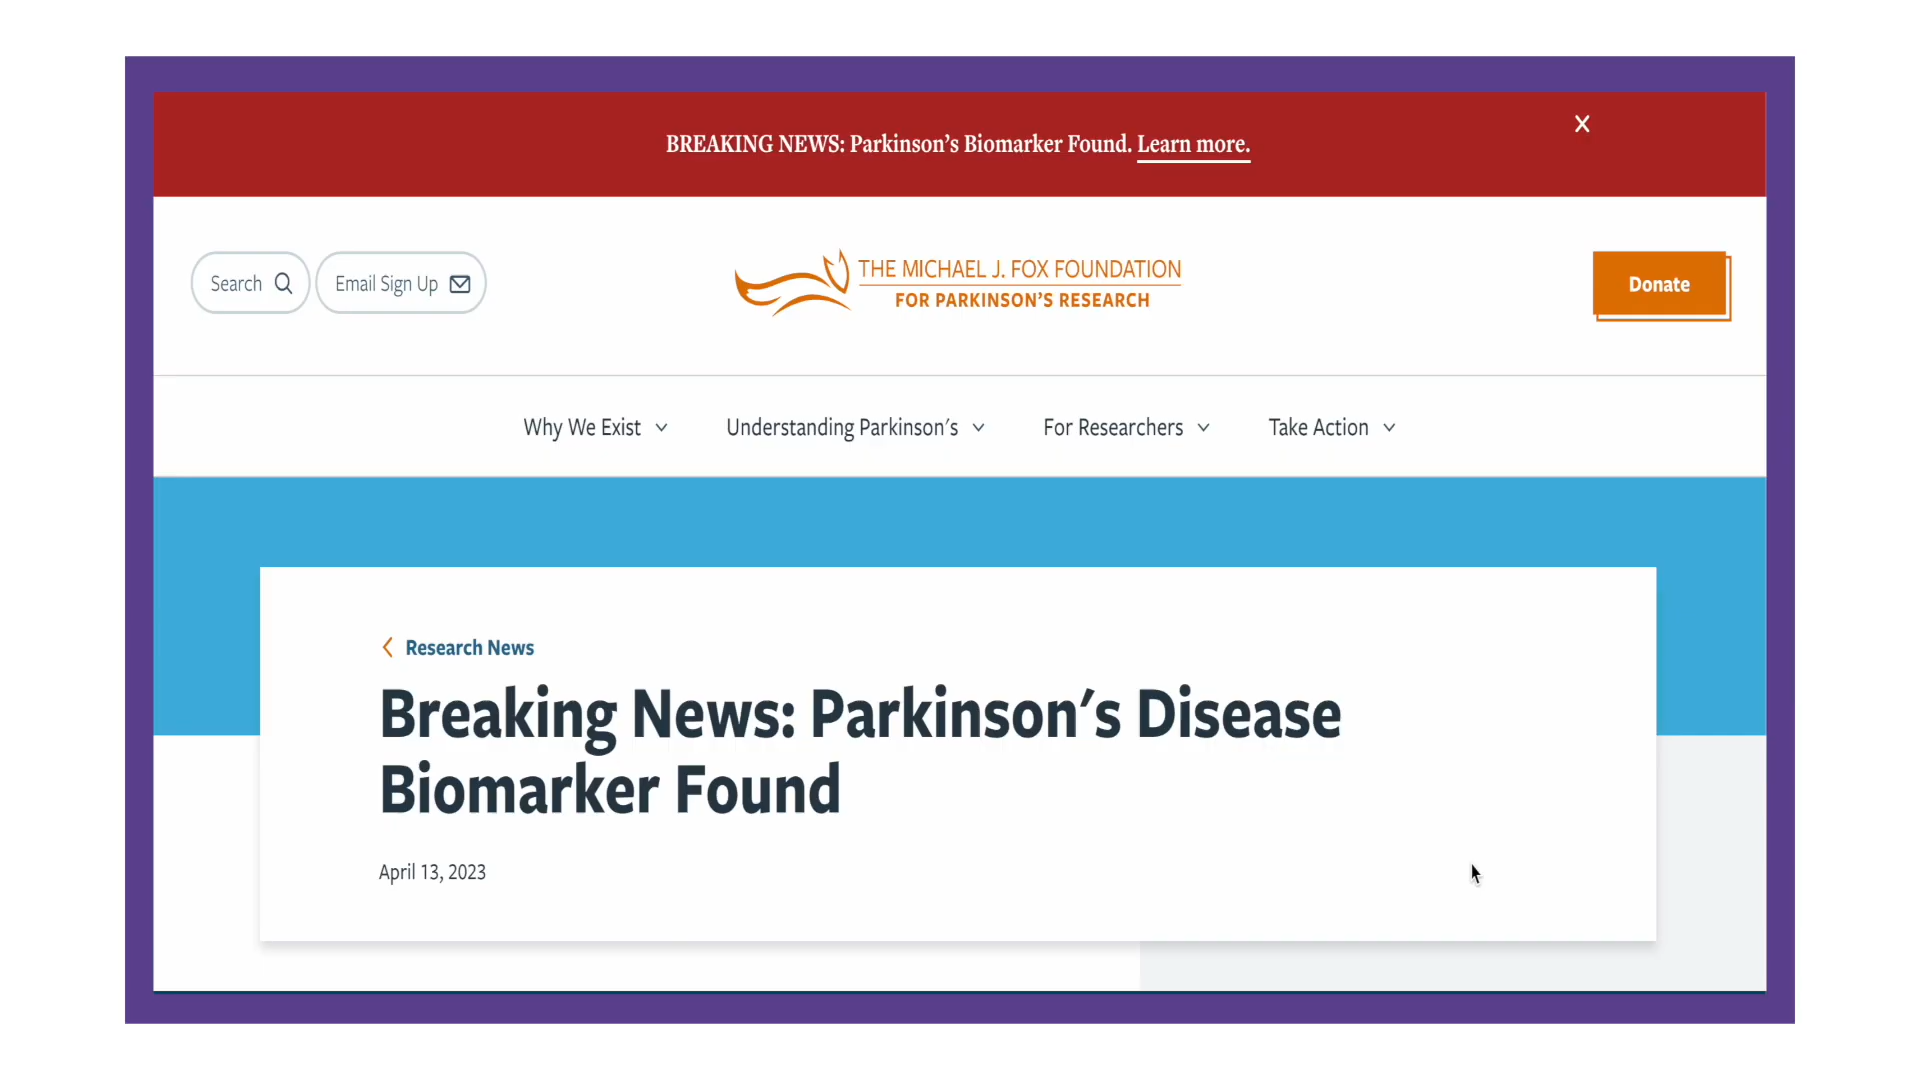 BREAKING NEWS: Parkinson’s Biomarker Found. Learn more.
Search
Email Sign Up
THE MICHAEL J. FOX FOUNDATION
FOR PARKINSON’S RESEARCH
Donate
Why We Exist
Understanding Parkinson’s
For Researchers
Take Action
Research News
Breaking News: Parkinson’s Disease
Biomarker Found
April 13, 2023